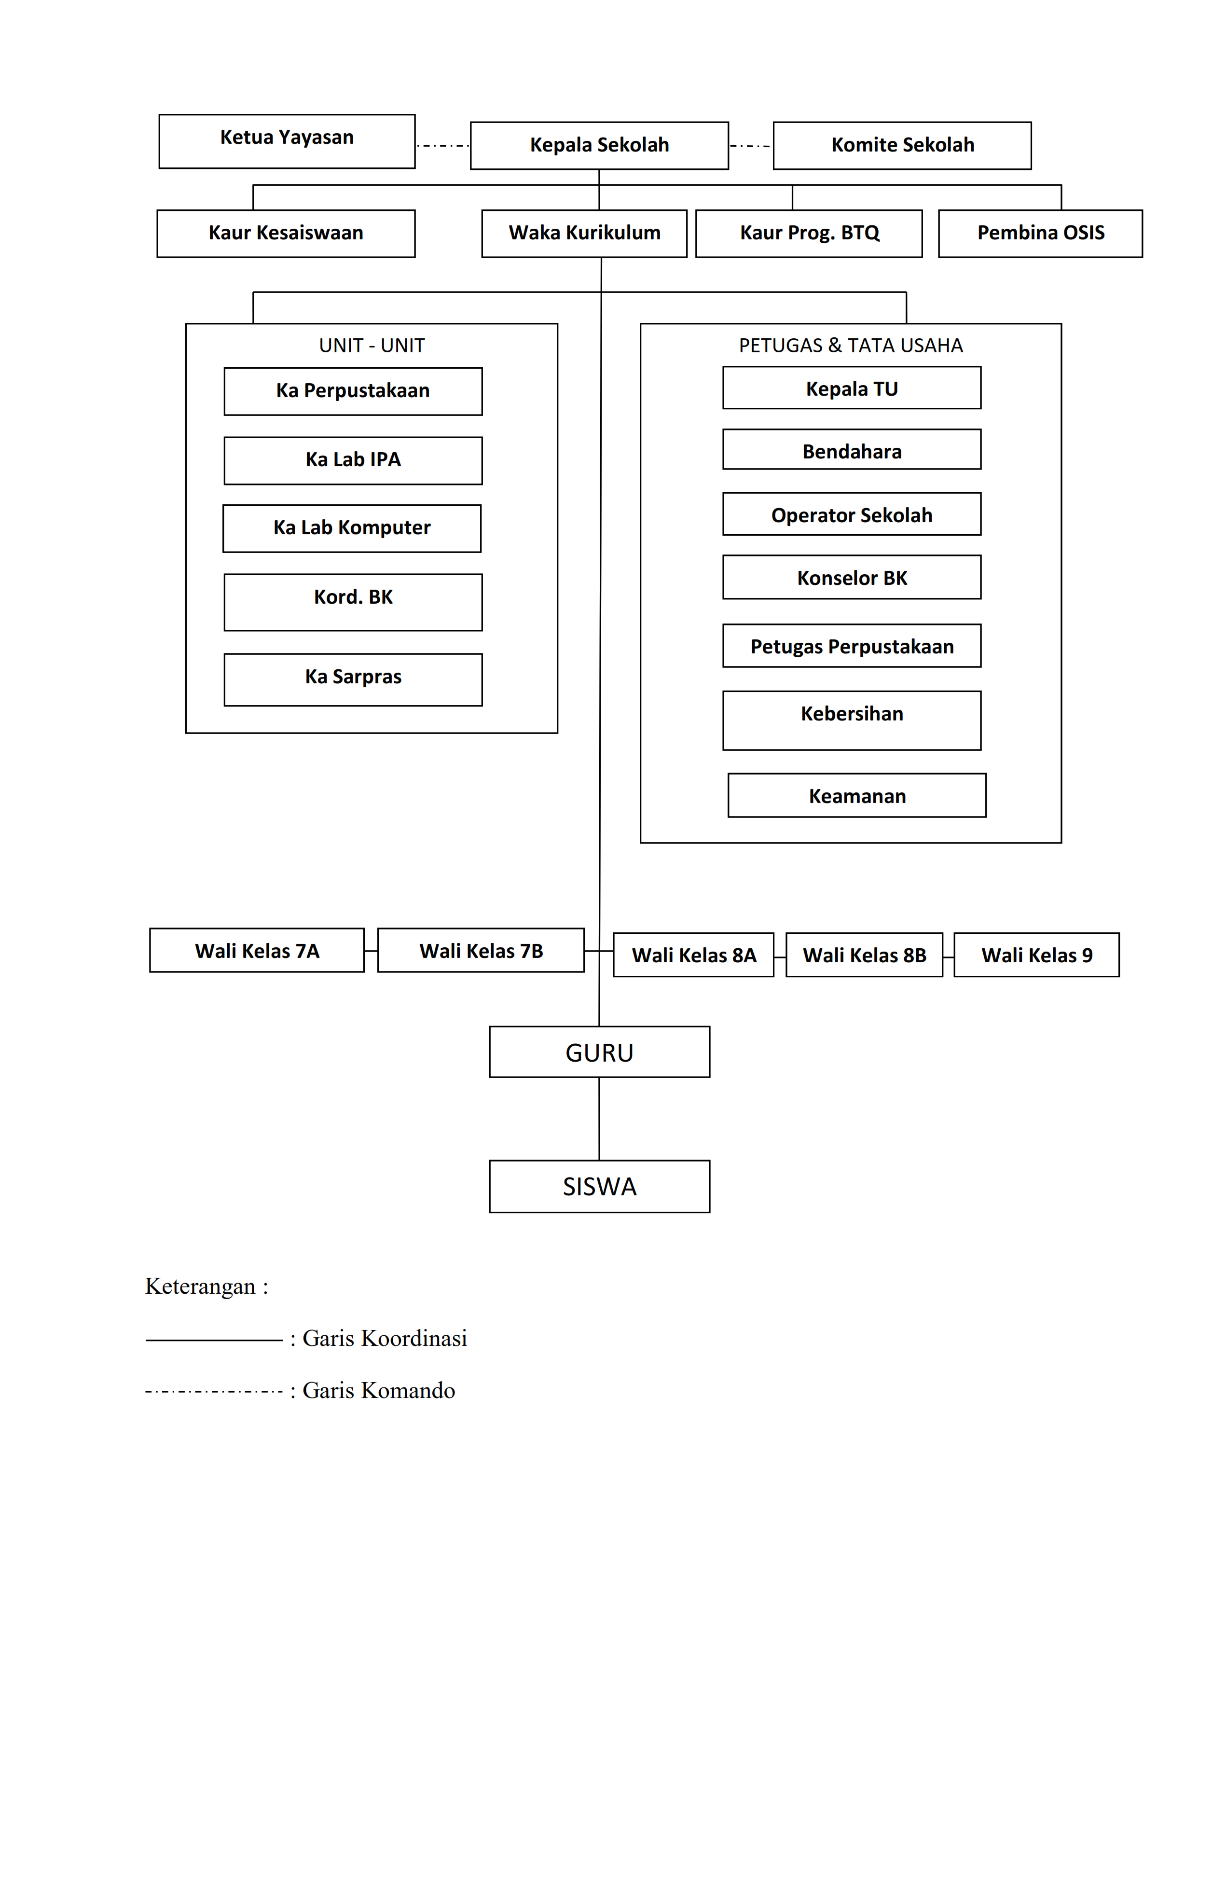 Ketua Yayasan
Kepala Sekolah
Komite Sekolah
Kaur Kesaiswaan
Waka Kurikulum
Kaur Prog. BTQ
Pembina OSIS
UNIT - UNIT
Ka Perpustakaan
Ka Lab IPA
Ka Lab Komputer
Kord. BK
Ka Sarpras
PETUGAS & TATA USAHA
Kepala TU
Bendahara
Operator Sekolah
Konselor BK
Petugas Perpustakaan
Kebersihan
Keamanan
Wali Kelas 7A
Wali Kelas 7B
Wali Kelas 8A
Wali Kelas 8B
Wali Kelas 9
GURU
SISWA
Keterangan :
: Garis Koordinasi
: Garis Komando